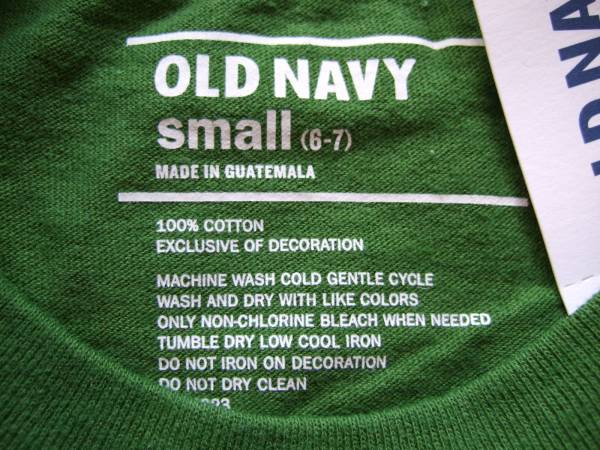 OLD NAVY
small (6-7)
MADE IN GUATEMALA
100% COTTON
EXCLUSIVE OF DECORATION
MACHINE WASH COLD GENTLE CYCLE
WASH AND DRY WITH LIKE COLORS
ONLY NON-CHLORINE BLEACH WHEN NEEDED
TUMBLE DRY LOW COOL IRON
DO NOT IRON ON DECORATION
DO NOT DRY CLEAN